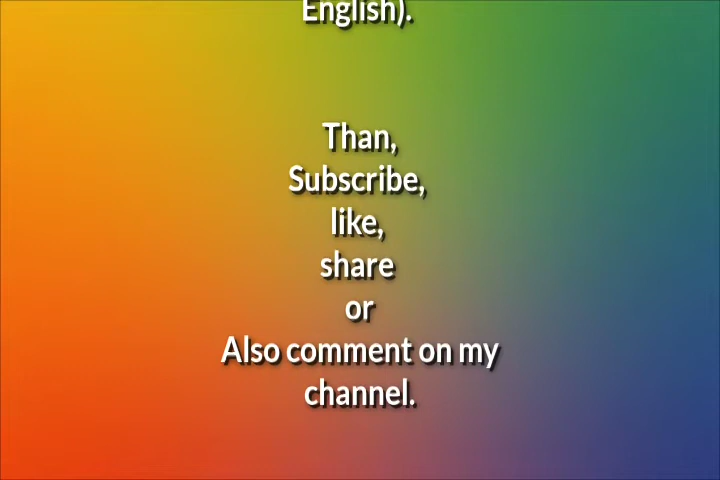 English).
Than,
Subscribe,
like,
share
or
Also comment on my
channel.